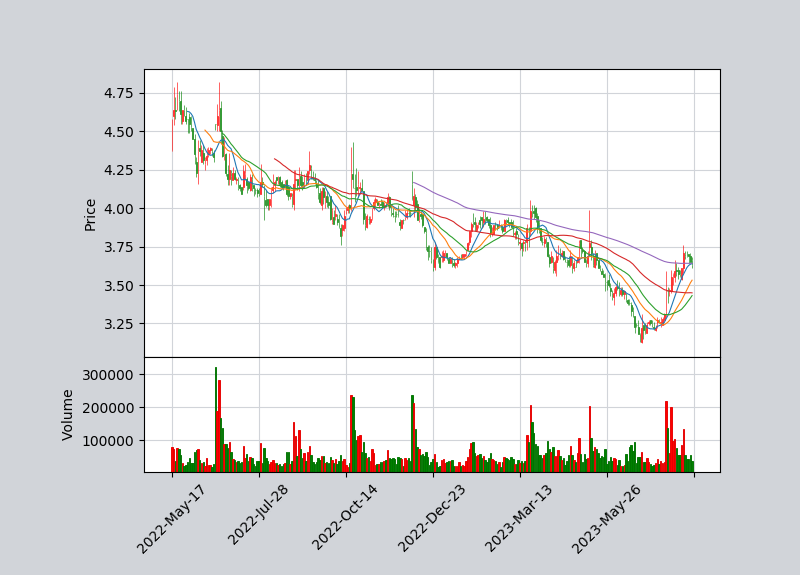 Price
4.75
4.50
4.25
4.00
3.75
3.50
3.25
Volume
300000
200000
100000
2022-May-17
2022-Jul-28
2022-Oct-14
2022-Dec-23
2023-Mar-13
2023-May-26